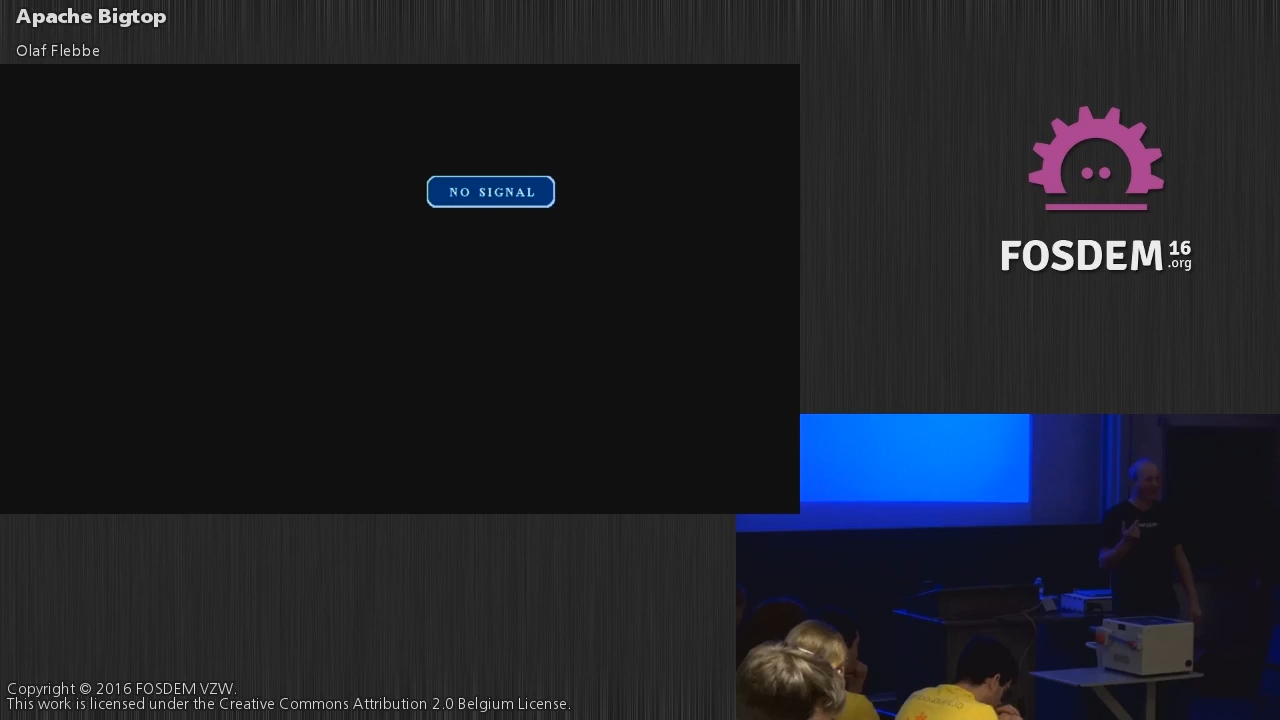 Apache Bigtop
Olaf Flebbe
NO SIGNAL
FOSDEM 16
.org
Copyright © 2016 FOSDEM VZW.
This work is licensed under the Creative Commons Attribution 2.0 Belgium License.